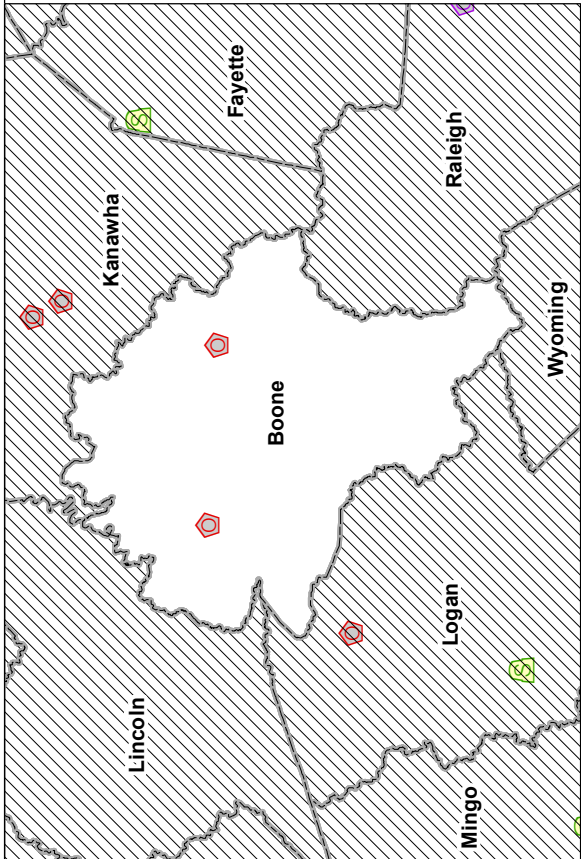 Fayette
Kanawha
Raleigh
Boone
Wyoming
Logan
Lincoln
Mingo
S
S